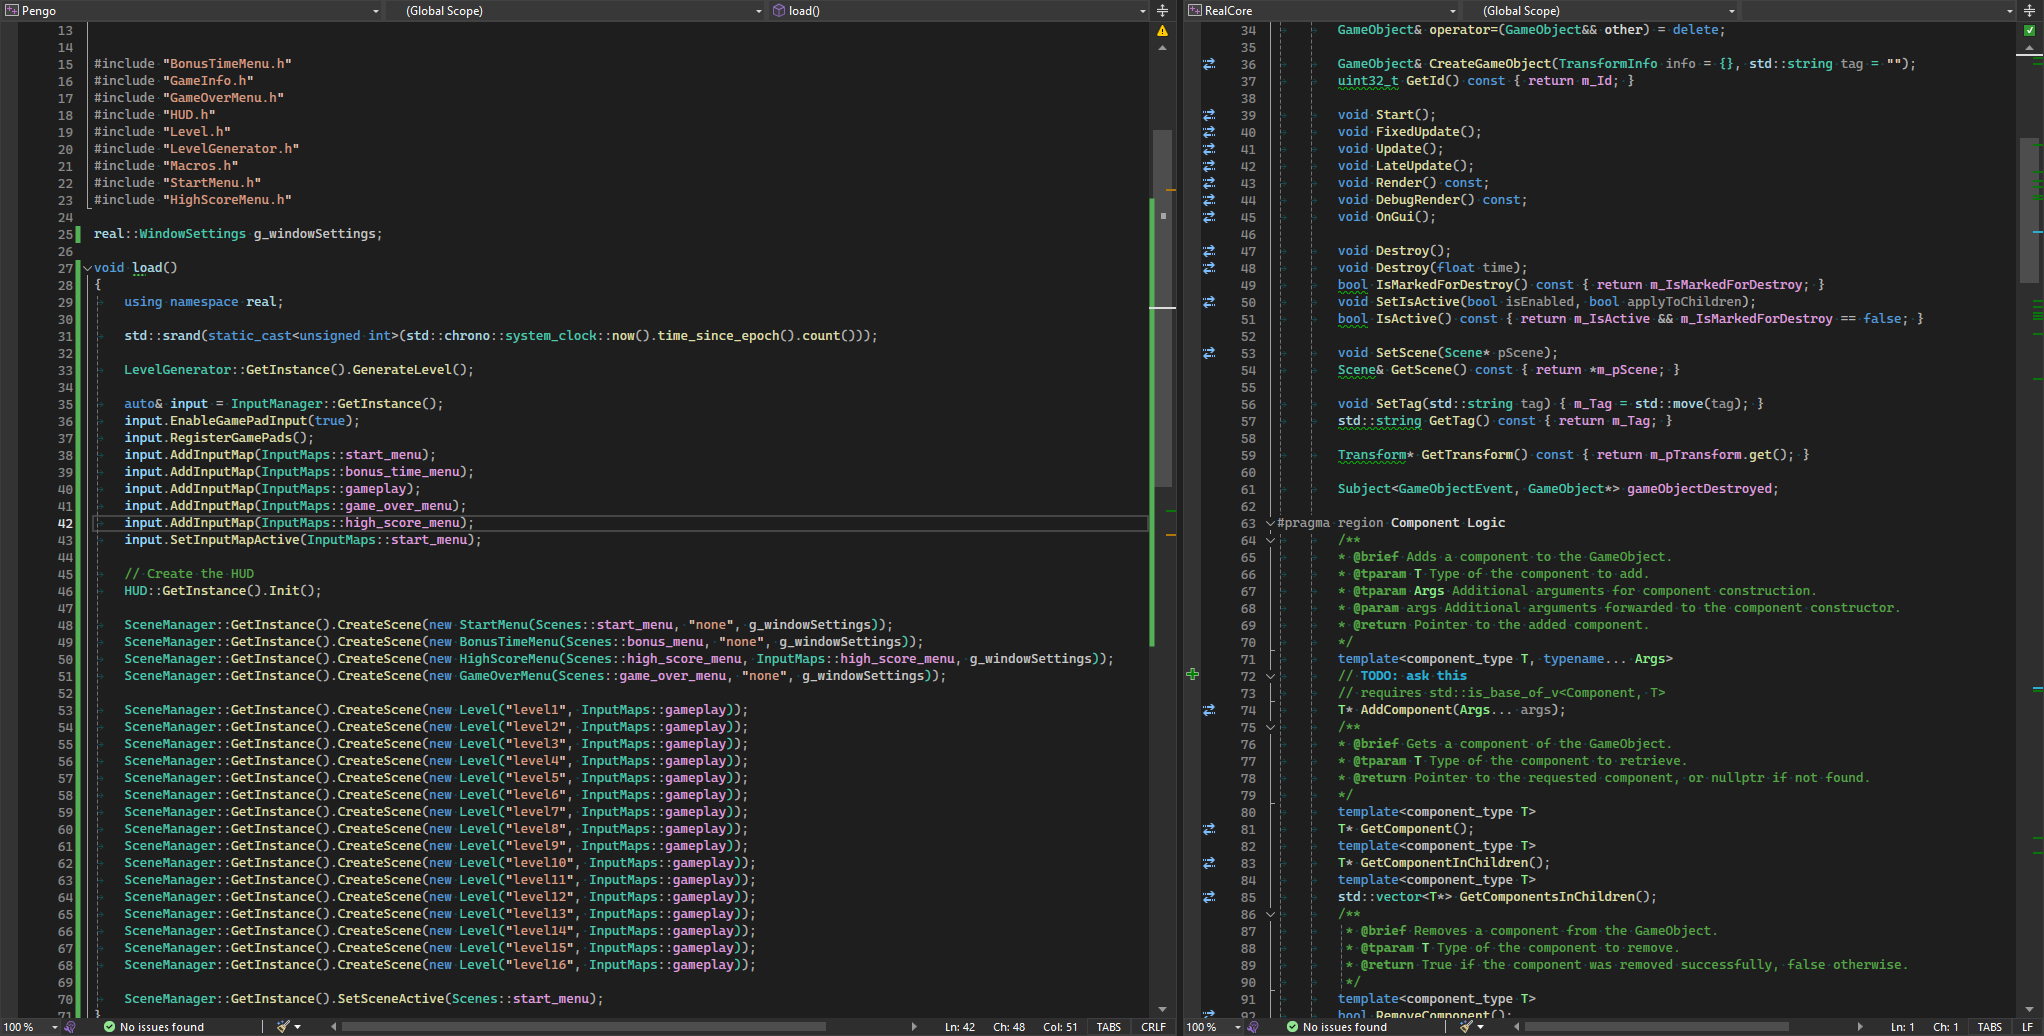 Pengo
(Global Scope)
load()
13
14
15 #include "BonusTimeMenu.h"
16 #include "GameInfo.h"
17 #include "GameOverMenu.h"
18 #include "HUD.h"
19 #include "Level.h"
20 #include "LevelGenerator.h"
21 #include "Macros.h"
22 #include "StartMenu.h"
23 #include "HighScoreMenu.h"
24
25 real::WindowSettings g_windowSettings;
26
27 void load()
28 {
29 using namespace real;
30
31 std::srand(static_cast<unsigned int>(std::chrono::system_clock::now().time_since_epoch().count()));
32
33 LevelGenerator::GetInstance().GenerateLevel();
34
35 auto& input = InputManager::GetInstance();
36 input.EnableGamePadInput(true);
37 input.RegisterGamePads();
38 input.AddInputMap(InputMaps::start_menu);
39 input.AddInputMap(InputMaps::bonus_time_menu);
40 input.AddInputMap(InputMaps::gameplay);
41 input.AddInputMap(InputMaps::game_over_menu);
42 input.AddInputMap(InputMaps::high_score_menu);
43 input.SetInputMapActive(InputMaps::start_menu);
44
45 // Create the HUD
46 HUD::GetInstance().Init();
47
48 SceneManager::GetInstance().CreateScene(new StartMenu(Scenes::start_menu, "none", g_windowSettings));
49 SceneManager::GetInstance().CreateScene(new BonusTimeMenu(Scenes::bonus_menu, "none", g_windowSettings));
50 SceneManager::GetInstance().CreateScene(new HighScoreMenu(Scenes::high_score_menu, InputMaps::high_score_menu, g_windowSettings));
51 SceneManager::GetInstance().CreateScene(new GameOverMenu(Scenes::game_over_menu, "none", g_windowSettings));
52
53 SceneManager::GetInstance().CreateScene(new Level("level1", InputMaps::gameplay));
54 SceneManager::GetInstance().CreateScene(new Level("level2", InputMaps::gameplay));
55 SceneManager::GetInstance().CreateScene(new Level("level3", InputMaps::gameplay));
56 SceneManager::GetInstance().CreateScene(new Level("level4", InputMaps::gameplay));
57 SceneManager::GetInstance().CreateScene(new Level("level5", InputMaps::gameplay));
58 SceneManager::GetInstance().CreateScene(new Level("level6", InputMaps::gameplay));
59 SceneManager::GetInstance().CreateScene(new Level("level7", InputMaps::gameplay));
60 SceneManager::GetInstance().CreateScene(new Level("level8", InputMaps::gameplay));
61 SceneManager::GetInstance().CreateScene(new Level("level9", InputMaps::gameplay));
62 SceneManager::GetInstance().CreateScene(new Level("level10", InputMaps::gameplay));
63 SceneManager::GetInstance().CreateScene(new Level("level11", InputMaps::gameplay));
64 SceneManager::GetInstance().CreateScene(new Level("level12", InputMaps::gameplay));
65 SceneManager::GetInstance().CreateScene(new Level("level13", InputMaps::gameplay));
66 SceneManager::GetInstance().CreateScene(new Level("level14", InputMaps::gameplay));
67 SceneManager::GetInstance().CreateScene(new Level("level15", InputMaps::gameplay));
68 SceneManager::GetInstance().CreateScene(new Level("level16", InputMaps::gameplay));
69
70 SceneManager::GetInstance().SetSceneActive(Scenes::start_menu);
71 }
100 % No issues found Ln: 42 Ch: 48 Col: 51 TABS CRLF
RealCore
(Global Scope)
34 GameObject& operator=(GameObject&& other) = delete;
35
36 GameObject& CreateGameObject(TransformInfo info = {}, std::string tag = "");
37 uint32_t GetId() const { return m_Id; }
38
39 void Start();
40 void FixedUpdate();
41 void Update();
42 void LateUpdate();
43 void Render() const;
44 void DebugRender() const;
45 void OnGui();
46
47 void Destroy();
48 void Destroy(float time);
49 bool IsMarkedForDestroy() const { return m_IsMarkedForDestroy; }
50 void SetIsActive(bool isEnabled, bool applyToChildren);
51 bool IsActive() const { return m_IsActive && m_IsMarkedForDestroy == false; }
52
53 void SetScene(Scene* pScene);
54 Scene& GetScene() const { return *m_pScene; }
55
56 void SetTag(std::string tag) { m_Tag = std::move(tag); }
57 std::string GetTag() const { return m_Tag; }
58
59 Transform* GetTransform() const { return m_pTransform.get(); }
60
61 Subject<GameObjectEvent, GameObject*> gameObjectDestroyed;
62
63 #pragma region Component Logic
64 /**
65 * @brief Adds a component to the GameObject.
66 * @tparam T Type of the component to add.
67 * @tparam Args Additional arguments for component construction.
68 * @param args Additional arguments forwarded to the component constructor.
69 * @return Pointer to the added component.
70 */
71 template<component_type T, typename... Args>
72 // TODO: ask this
73 // requires std::is_base_of_v<Component, T>
74 T* AddComponent(Args... args);
75 /**
76 * @brief Gets a component of the GameObject.
77 * @tparam T Type of the component to retrieve.
78 * @return Pointer to the requested component, or nullptr if not found.
79 */
80 template<component_type T>
81 T* GetComponent();
82 template<component_type T>
83 T* GetComponentInChildren();
84 template<component_type T>
85 std::vector<T*> GetComponentsInChildren();
86 /**
87 * @brief Removes a component from the GameObject.
88 * @tparam T Type of the component to remove.
89 * @return True if the component was removed successfully, false otherwise.
90 */
91 template<component_type T>
92 bool RemoveComponent();
100 % No issues found Ln: 1 Ch: 1 TABS LF